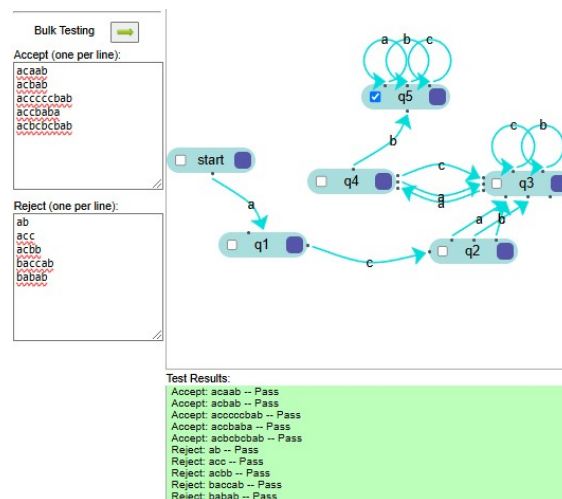 Bulk Testing
Accept (one per line):
acaab
acbab
acccccbab
accbaba
acbcbcbab
Reject (one per line):
ab
acc
acbb
baccab
babab
a b c
q5
b
start
q4
c
a
a
c b
q3
a
q1
c
a b
q2
Test Results:
Accept: acaab -- Pass
Accept: acbab -- Pass
Accept: acccccbab -- Pass
Accept: accbaba -- Pass
Accept: acbcbcbab -- Pass
Reject: ab -- Pass
Reject: acc -- Pass
Reject: acbb -- Pass
Reject: baccab -- Pass
Reject: babab -- Pass